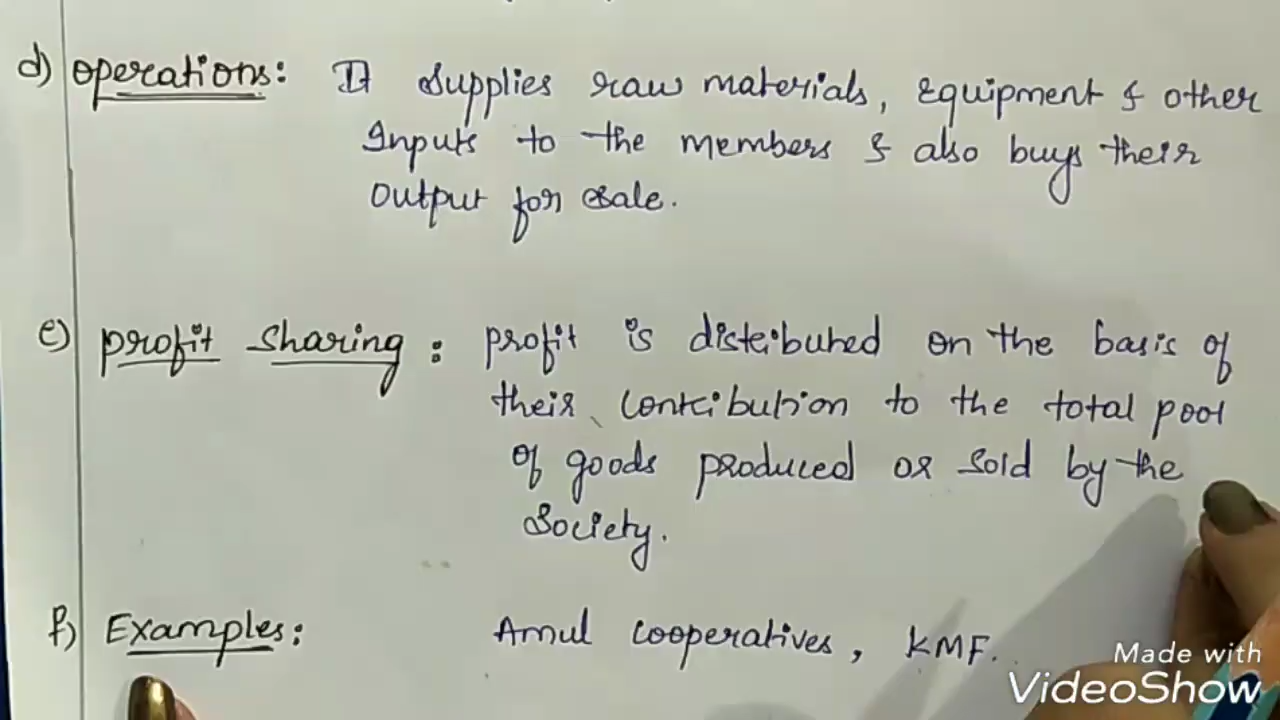 d) Operations: It supplies raw materials, Equipment & other
Inputs to the members & also buys their
output for sale.
e) Profit Sharing: profit is distributed on the basis of
their contribution to the total pool
of goods produced or sold by the
society.
f) Examples: Amul cooperatives, KMF.
Made with
VideoShow